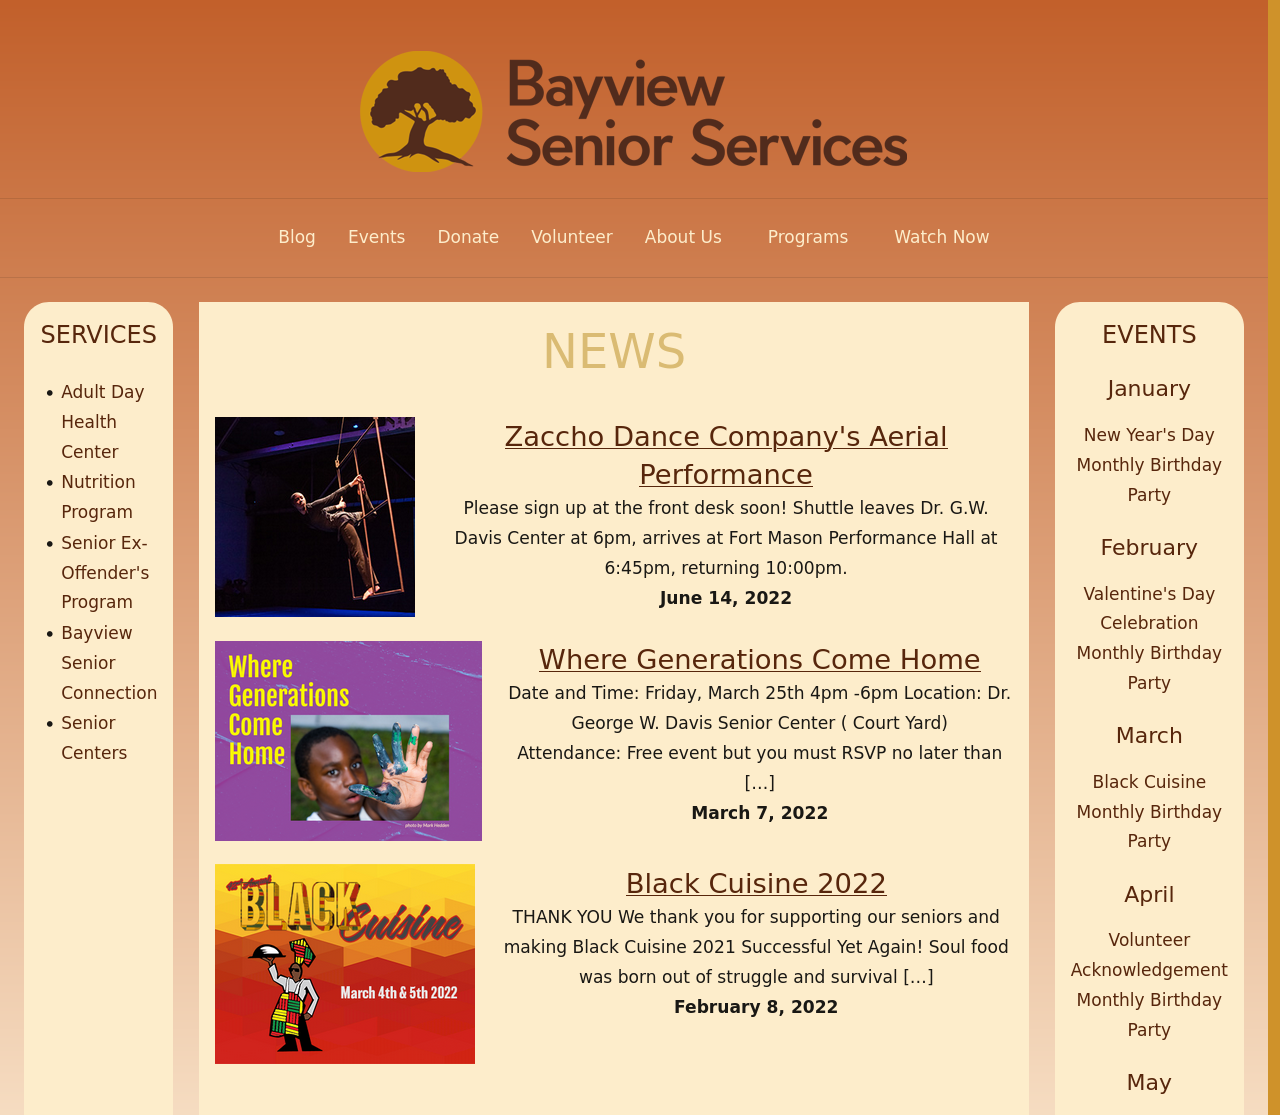 Bayview
Senior Services
Blog Events Donate Volunteer About Us Programs Watch Now
SERVICES
• Adult Day
Health
Center
• Nutrition
Program
• Senior Ex-
Offender's
Program
• Bayview
Senior
Connection
• Senior
Centers
NEWS
Zaccho Dance Company's Aerial
Performance
Please sign up at the front desk soon! Shuttle leaves Dr. G.W.
Davis Center at 6pm, arrives at Fort Mason Performance Hall at
6:45pm, returning 10:00pm.
June 14, 2022
Where
Generations
Come
Home
photo by Mark Hedden
Where Generations Come Home
Date and Time: Friday, March 25th 4pm -6pm Location: Dr.
George W. Davis Senior Center ( Court Yard)
Attendance: Free event but you must RSVP no later than
[…]
March 7, 2022
BLACK
Cuisine
March 4th & 5th 2022
Black Cuisine 2022
THANK YOU We thank you for supporting our seniors and
making Black Cuisine 2021 Successful Yet Again! Soul food
was born out of struggle and survival […]
February 8, 2022
EVENTS
January
New Year's Day
Monthly Birthday
Party
February
Valentine's Day
Celebration
Monthly Birthday
Party
March
Black Cuisine
Monthly Birthday
Party
April
Volunteer
Acknowledgement
Monthly Birthday
Party
May